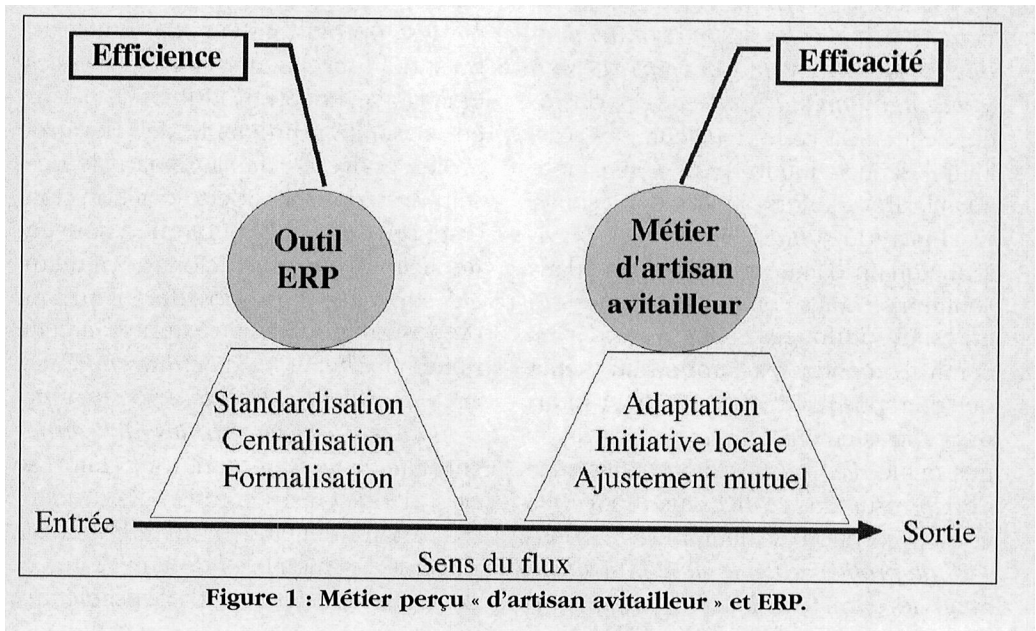 Efficience
Efficacité
Outil
ERP
Métier
d'artisan
avitailleur
Standardisation
Centralisation
Formalisation
Adaptation
Initiative locale
Ajustement mutuel
Entrée
Sortie
Sens du flux
Figure 1 : Métier perçu « d'artisan avitailleur » et ERP.